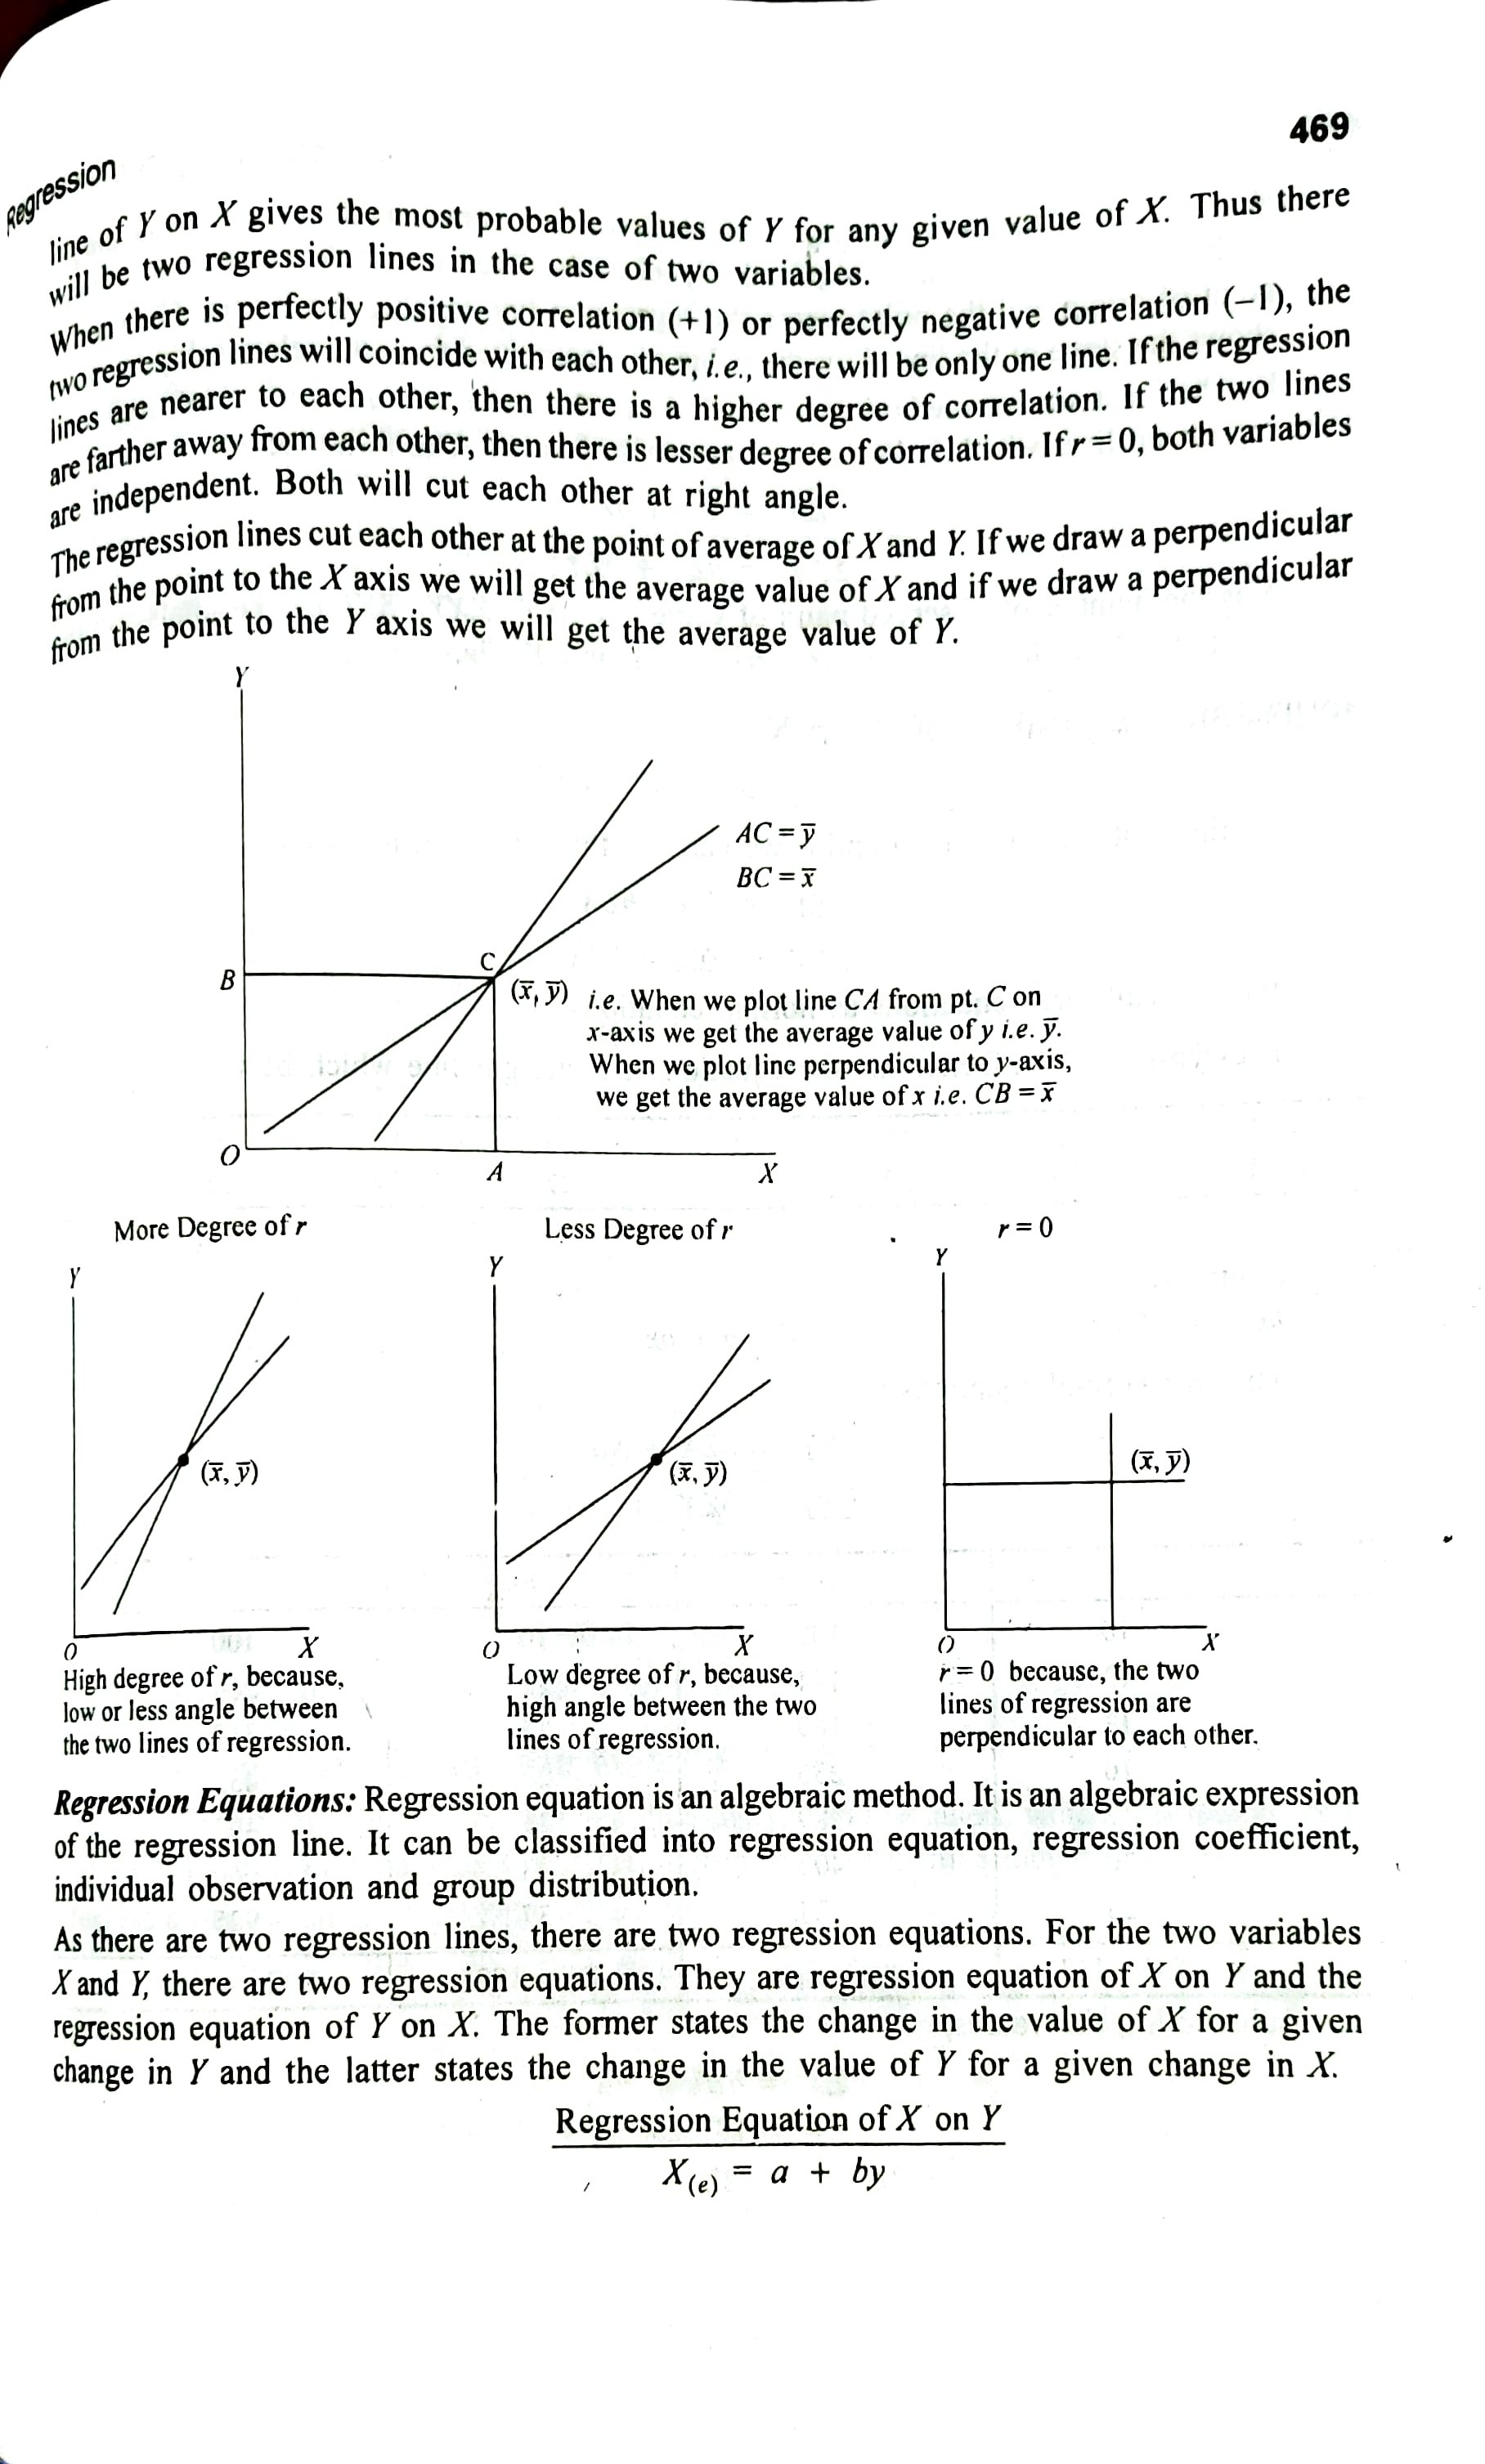 469
Regression
line of Y on X gives the most probable values of Y for any given value of X. Thus there
will be two regression lines in the case of two variables.
When there is perfectly positive correlation (+1) or perfectly negative correlation (−1), the
two regression lines will coincide with each other, i.e., there will be only one line. If the regression
lines are nearer to each other, then there is a higher degree of correlation. If the two lines
are farther away from each other, then there is lesser degree of correlation. If r = 0, both variables
are independent. Both will cut each other at right angle.
The regression lines cut each other at the point of average of X and Y. If we draw a perpendicular
from the point to the X axis we will get the average value of X and if we draw a perpendicular
from the point to the Y axis we will get the average value of Y.
Y
AC = y̅
BC = x̅
C
B
(x̅, y̅) i.e. When we plot line CA from pt. C on
x-axis we get the average value of y i.e. y̅.
When we plot line perpendicular to y-axis,
we get the average value of x i.e. CB = x̅
O
A
X
More Degree of r
Y
(x̅, y̅)
O
X
High degree of r, because,
low or less angle between
the two lines of regression.
Less Degree of r
Y
(x̅, y̅)
O
X
Low degree of r, because,
high angle between the two
lines of regression.
r = 0
Y
(x̅, y̅)
O
X
r = 0 because, the two
lines of regression are
perpendicular to each other.
Regression Equations: Regression equation is an algebraic method. It is an algebraic expression
of the regression line. It can be classified into regression equation, regression coefficient,
individual observation and group distribution.
As there are two regression lines, there are two regression equations. For the two variables
X and Y, there are two regression equations. They are regression equation of X on Y and the
regression equation of Y on X. The former states the change in the value of X for a given
change in Y and the latter states the change in the value of Y for a given change in X.
Regression Equation of X on Y
X(e) = a + by